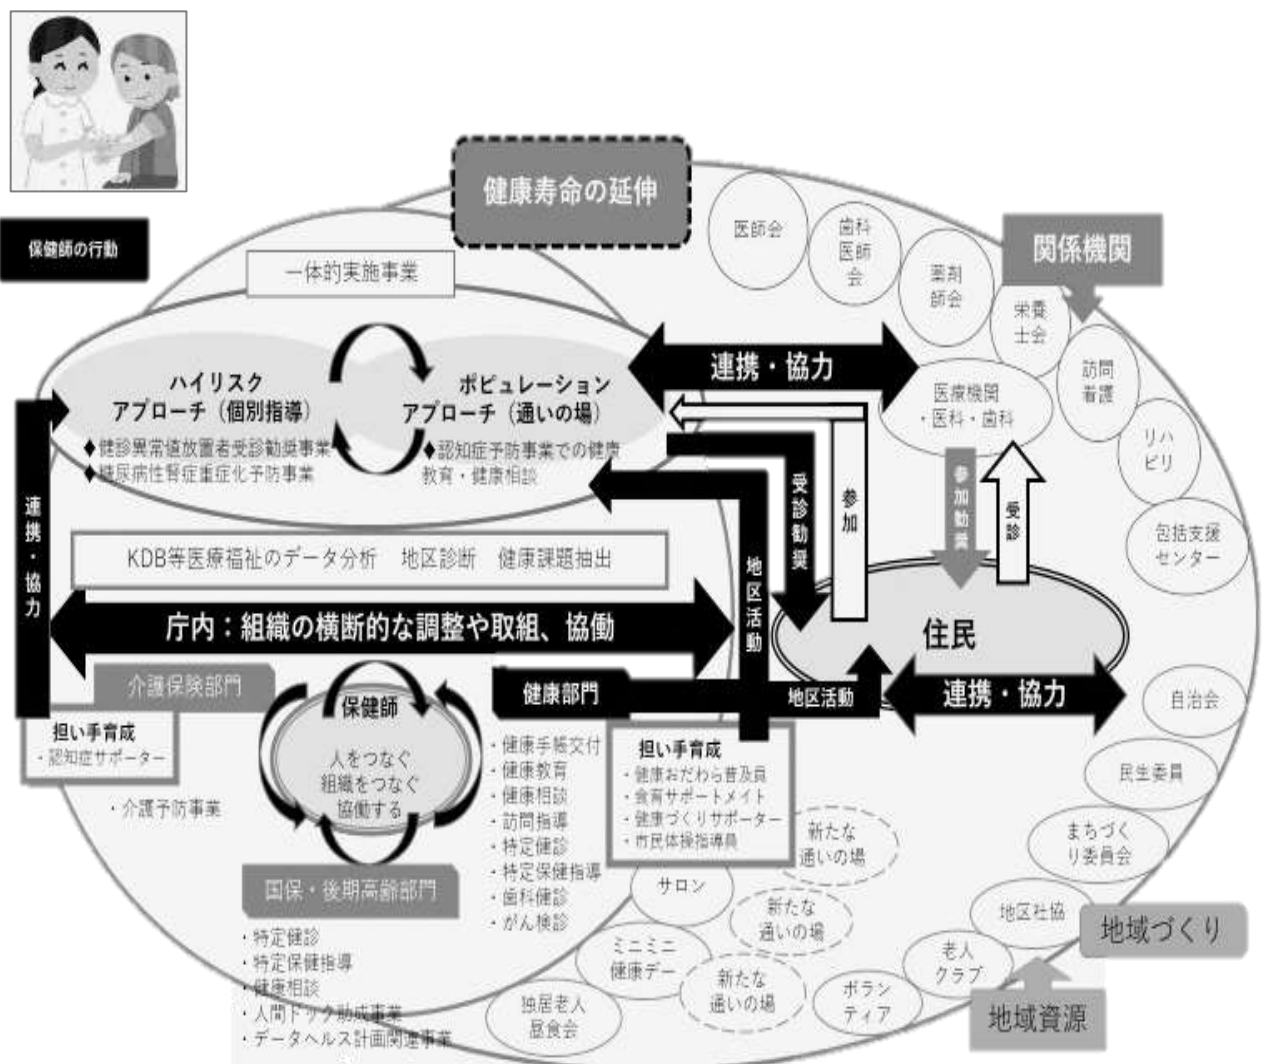 健康寿命の延伸
保健師の行動
一体的実施事業
関係機関
医師会
歯科
医師
会
薬剤
師会
栄養
士会
訪問
看護
リハ
ビリ
包括支援
センター
医療機関
・医科・歯科
連携・協力
ハイリスク
アプローチ（個別指導）
◆健診異常値放置者受診勧奨事業
◆糖尿病性腎症重症化予防事業
ポピュレーション
アプローチ（通いの場）
◆認知症予防事業での健康
教育・健康相談
連携・協力
受診勧奨
参加
参加勧奨
受診
地区活動
KDB等医療福祉のデータ分析　地区診断　健康課題抽出
庁内：組織の横断的な調整や取組、協働
住民
連携・協力
地区活動
介護保険部門
担い手育成
・認知症サポーター
・介護予防事業
保健師
人をつなぐ
組織をつなぐ
協働する
健康部門
・健康手帳交付
・健康教育
・健康相談
・訪問指導
・特定健診
・特定保健指導
・歯科健診
・がん検診
担い手育成
・健康おだわら普及員
・食育サポートメイト
・健康づくりサポーター
・市民体操指導員
国保・後期高齢部門
・特定健診
・特定保健指導
・健康相談
・人間ドック助成事業
・データヘルス計画関連事業
自治会
民生委員
まちづく
り委員会
地区社協
老人
クラブ
ボラン
ティア
新たな
通いの場
新たな
通いの場
新たな
通いの場
サロン
ミニミニ
健康デー
独居老人
昼食会
地域づくり
地域資源